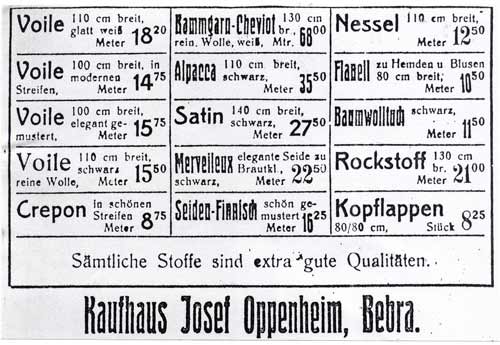 Voile 110 cm breit,
glatt weiß
Meter 18 20
Kammgarn-Cheviot 130 cm
br.,
rein. Wolle, weiß, Mtr. 68 00
Nessel 110 cm breit,
Meter 12 50
Voile 100 cm breit, in
modernen
Streifen, Meter 14 75
Alpacca 110 cm breit,
schwarz,
Meter 35 50
Flanell zu Hemden u Blusen
80 cm breit,
Meter 10 50
Voile 100 cm breit,
elegant ge-
mustert, Meter 15 75
Satin 140 cm breit,
schwarz,
Meter 27 50
Baumwolltuch schwarz,
Meter 11 50
Voile 110 cm breit,
schwarz
reine Wolle, Meter 15 50
Merveileux elegante Seide zu
Brautkl.,
schwarz, Meter 22 50
Rockstoff 130 cm
br.
Meter 21 00
Crepon in schönen
Streifen
Meter 8 75
Seiden-Finnisch schön ge-
mustert
Meter 16 25
Kopflappen
80/80 cm, Stück 8 25
Sämtliche Stoffe sind extra gute Qualitäten.
Kaufhaus Josef Oppenheim, Bebra.